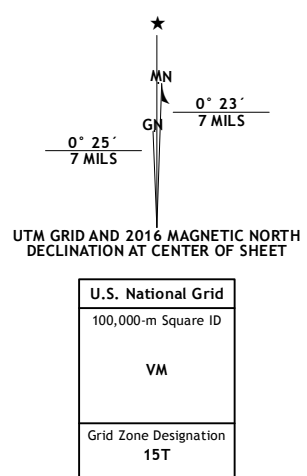 ★
MN
0° 23´
7 MILS
GN
0° 25´
7 MILS
UTM GRID AND 2016 MAGNETIC NORTH
DECLINATION AT CENTER OF SHEET
U.S. National Grid
100,000-m Square ID
VM
Grid Zone Designation
15T